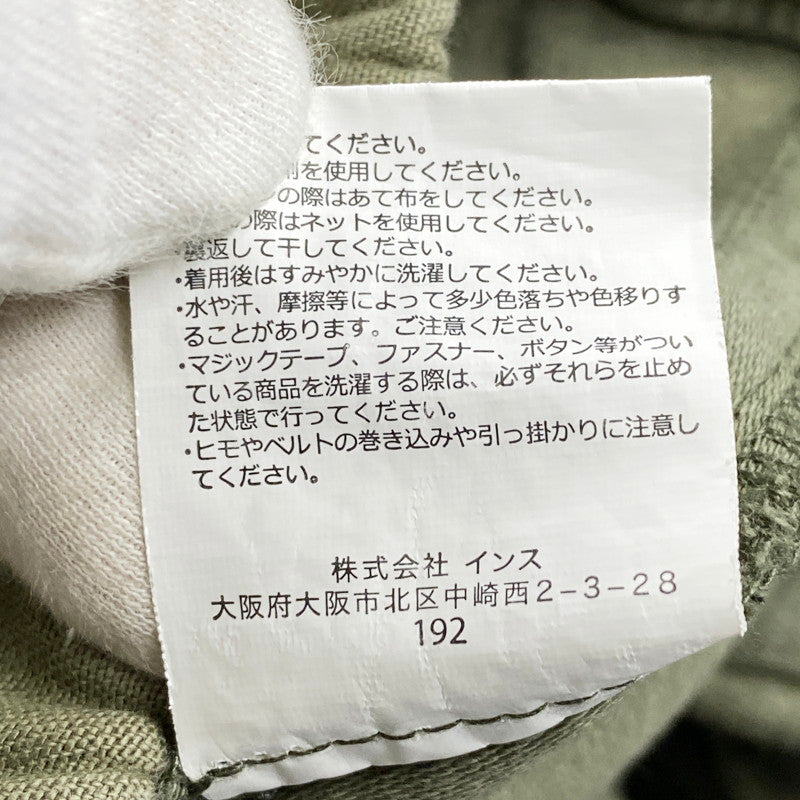 てください。
剤を使用してください。
の際はあて布をしてください。
の際はネットを使用してください。
裏返して干してください。
・着用後はすみやかに洗濯してください。
・水や汗、摩擦等によって多少色落ちや色移りす
ることがあります。ご注意ください。
・マジックテープ、ファスナー、ボタン等がつい
ている商品を洗濯する際は、必ずそれらを止め
た状態で行ってください。
・ヒモやベルトの巻き込みや引っ掛かりに注意し
てください。
株式会社 インス
大阪府大阪市北区中崎西2-3-28
192